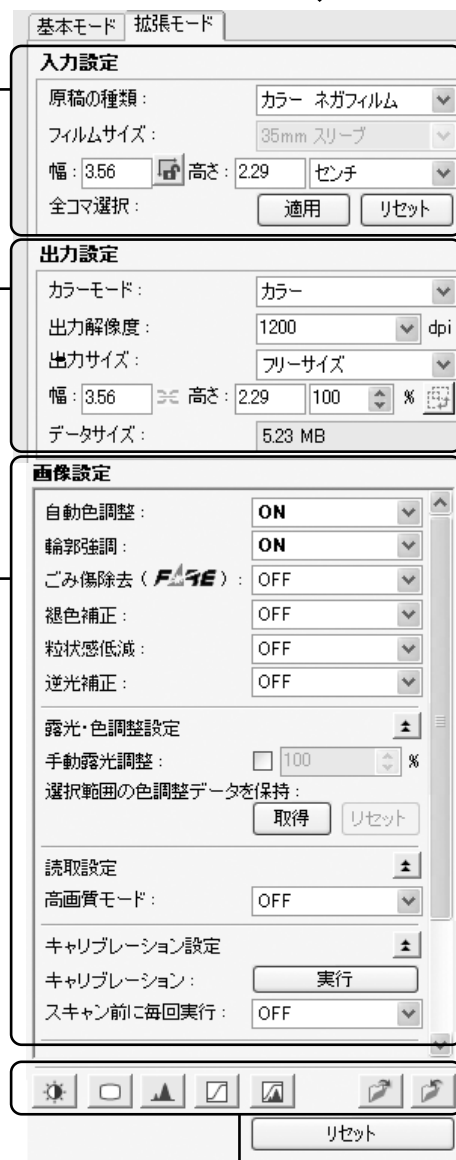 基本モード 拡張モード
入力設定
原稿の種類： カラー ネガフィルム
フィルムサイズ： 35mm スリーブ
幅：3.56 高さ：2.29 センチ
全コマ選択： 適用 リセット
出力設定
カラーモード： カラー
出力解像度： 1200 dpi
出力サイズ： フリーサイズ
幅：3.56 高さ：2.29 100 %
データサイズ： 5.23 MB
画像設定
自動色調整： ON
輪郭強調： ON
ごみ傷除去（FARE）： OFF
褪色補正： OFF
粒状感低減： OFF
逆光補正： OFF
露光・色調整設定
手動露光調整： 100 %
選択範囲の色調整データを保持：
取得 リセット
読取設定
高画質モード： OFF
キャリブレーション設定
キャリブレーション： 実行
スキャン前に毎回実行： OFF
リセット